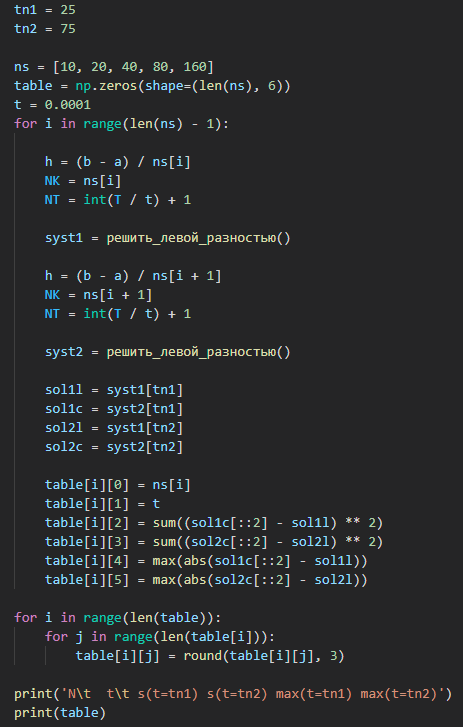 tn1 = 25
tn2 = 75
ns = [10, 20, 40, 80, 160]
table = np.zeros(shape=(len(ns), 6))
t = 0.0001
for i in range(len(ns) - 1):
h = (b - a) / ns[i]
NK = ns[i]
NT = int(T / t) + 1
syst1 = решить_левой_разностью()
h = (b - a) / ns[i + 1]
NK = ns[i + 1]
NT = int(T / t) + 1
syst2 = решить_левой_разностью()
sol1l = syst1[tn1]
sol1c = syst2[tn1]
sol2l = syst1[tn2]
sol2c = syst2[tn2]
table[i][0] = ns[i]
table[i][1] = t
table[i][2] = sum((sol1c[::2] - sol1l) ** 2)
table[i][3] = sum((sol2c[::2] - sol2l) ** 2)
table[i][4] = max(abs(sol1c[::2] - sol1l))
table[i][5] = max(abs(sol2c[::2] - sol2l))
for i in range(len(table)):
for j in range(len(table[i])):
table[i][j] = round(table[i][j], 3)
print('N\t  t\t s(t=tn1) s(t=tn2) max(t=tn1) max(t=tn2)')
print(table)